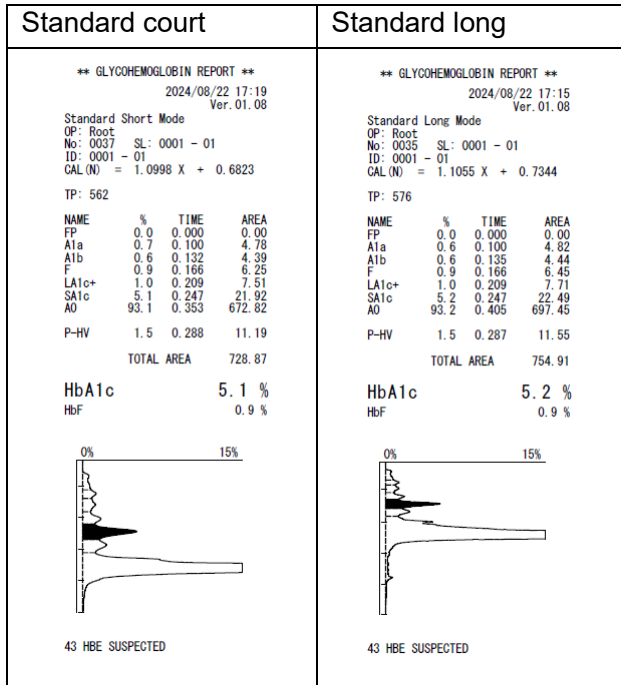 Standard court
** GLYCOHEMOGLOBIN REPORT **
2024/08/22 17:19
Ver.01.08
Standard Short Mode
OP: Root
No: 0037 SL: 0001 - 01
ID: 0001 - 01
CAL(N) = 1.0998 X + 0.6823
TP: 562
NAME % TIME AREA
FP 0.0 0.000 0.00
A1a 0.7 0.100 4.78
A1b 0.6 0.132 4.39
F 0.9 0.166 6.25
LA1c+ 1.0 0.209 7.51
SA1c 5.1 0.247 21.92
A0 93.1 0.353 672.82
P-HV 1.5 0.288 11.19
TOTAL AREA 728.87
HbA1c 5.1 %
HbF 0.9 %
0% 15%
43 HBE SUSPECTED
Standard long
** GLYCOHEMOGLOBIN REPORT **
2024/08/22 17:15
Ver.01.08
Standard Long Mode
OP: Root
No: 0035 SL: 0001 - 01
ID: 0001 - 01
CAL(N) = 1.1055 X + 0.7344
TP: 576
NAME % TIME AREA
FP 0.0 0.000 0.00
A1a 0.6 0.100 4.82
A1b 0.6 0.135 4.44
F 0.9 0.166 6.45
LA1c+ 1.0 0.209 7.71
SA1c 5.2 0.247 22.49
A0 93.2 0.405 697.45
P-HV 1.5 0.287 11.55
TOTAL AREA 754.91
HbA1c 5.2 %
HbF 0.9 %
0% 15%
43 HBE SUSPECTED